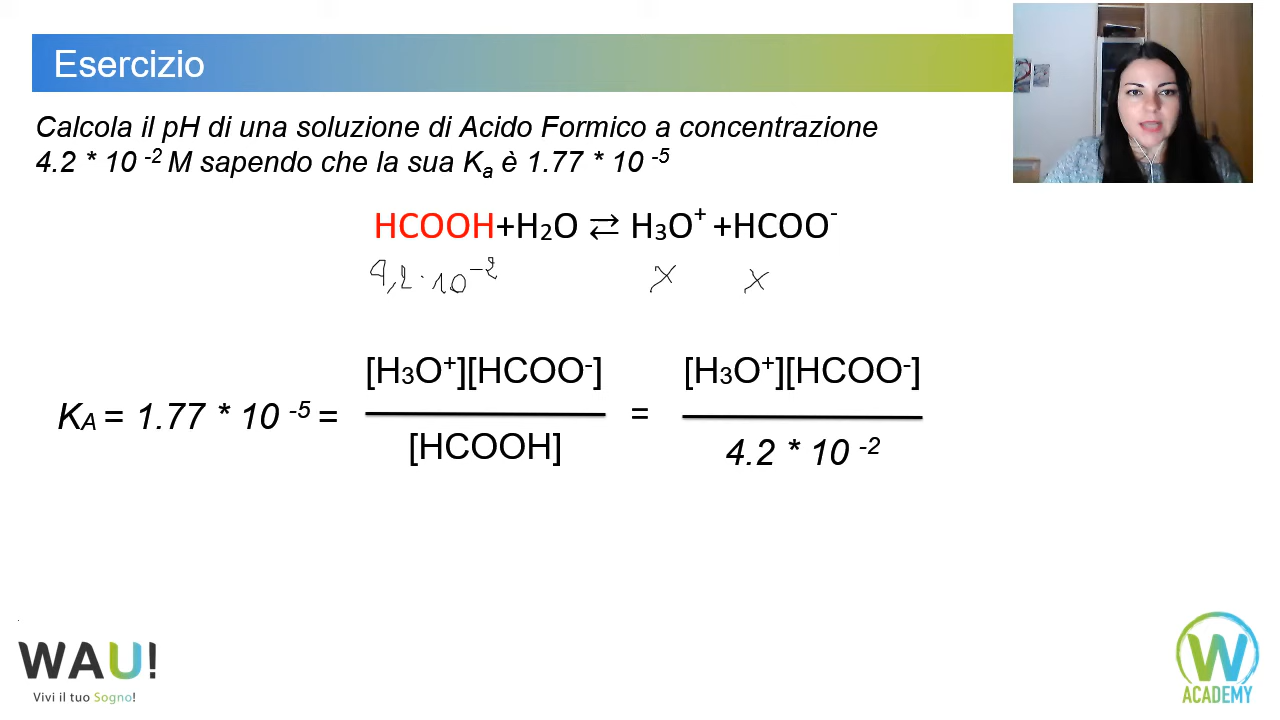 Esercizio
Calcola il pH di una soluzione di Acido Formico a concentrazione
4.2 * 10 -2 M sapendo che la sua Ka è 1.77 * 10 -5
HCOOH+H2O ⇄ H3O+ +HCOO-
4,2·10-2 x x
[H3O+][HCOO-] [H3O+][HCOO-]
KA = 1.77 * 10 -5 = =
[HCOOH] 4.2 * 10 -2
WAU!
Vivi il tuo Sogno!
W
ACADEMY